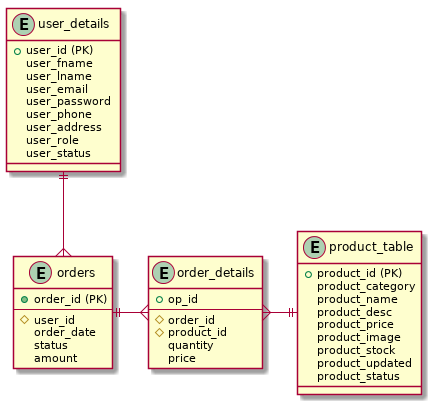 E user_details
user_id (PK)
user_fname
user_lname
user_email
user_password
user_phone
user_address
user_role
user_status
E orders
order_id (PK)
user_id
order_date
status
amount
E order_details
op_id
order_id
product_id
quantity
price
E product_table
product_id (PK)
product_category
product_name
product_desc
product_price
product_image
product_stock
product_updated
product_status